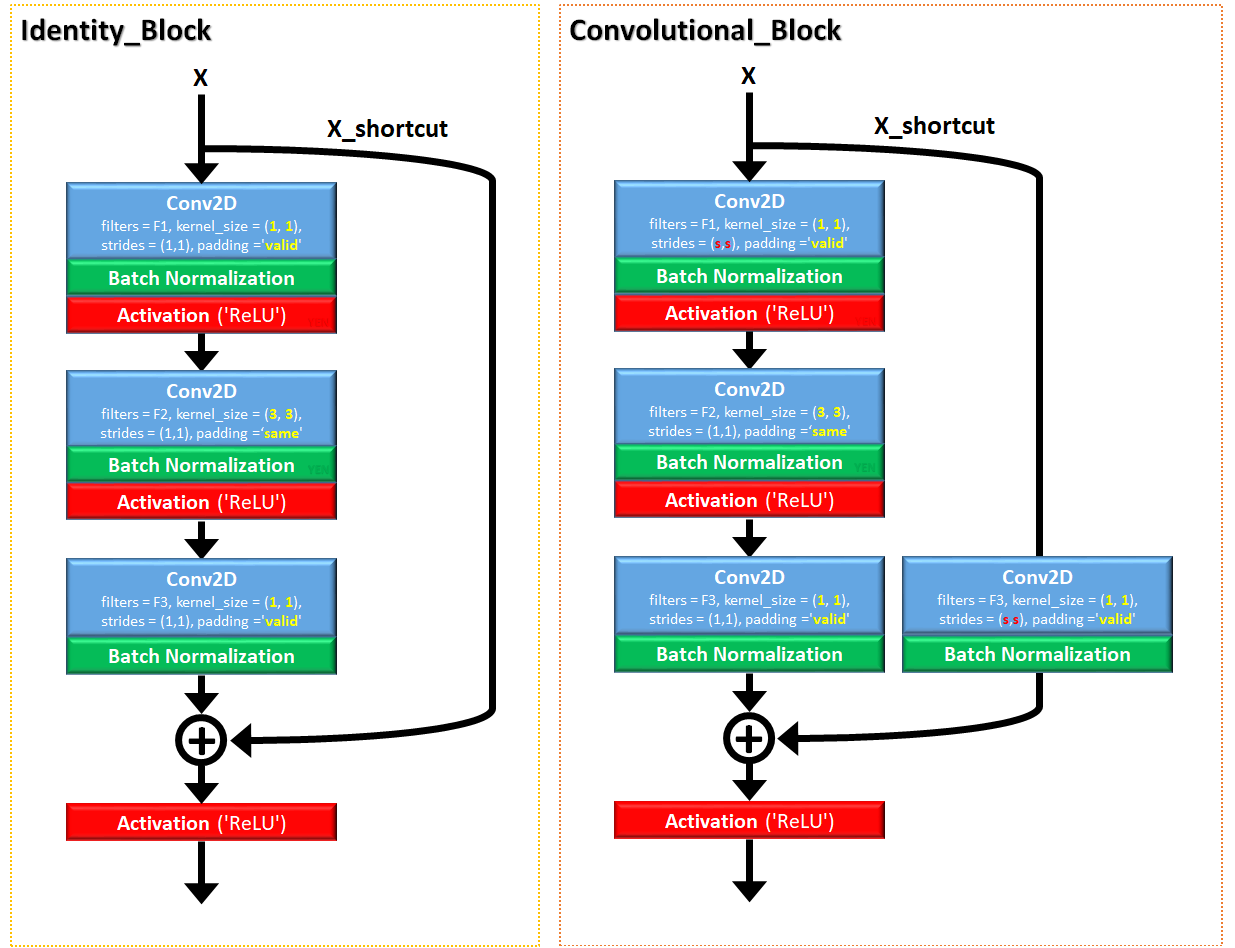 Identity_Block
X
X_shortcut
Conv2D
filters = F1, kernel_size = (1, 1),
strides = (1,1), padding ='valid'
Batch Normalization
Activation ('ReLU')
YEN
Conv2D
filters = F2, kernel_size = (3, 3),
strides = (1,1), padding =‘same'
Batch Normalization
YEN
Activation ('ReLU')
Conv2D
filters = F3, kernel_size = (1, 1),
strides = (1,1), padding ='valid'
Batch Normalization
Activation ('ReLU')
Convolutional_Block
X
X_shortcut
Conv2D
filters = F1, kernel_size = (1, 1),
strides = (s,s), padding ='valid'
Batch Normalization
Activation ('ReLU')
YEN
Conv2D
filters = F2, kernel_size = (3, 3),
strides = (1,1), padding =‘same'
Batch Normalization
YEN
Activation ('ReLU')
Conv2D
filters = F3, kernel_size = (1, 1),
strides = (1,1), padding ='valid'
Batch Normalization
Conv2D
filters = F3, kernel_size = (1, 1),
strides = (s,s), padding ='valid'
Batch Normalization
Activation ('ReLU')